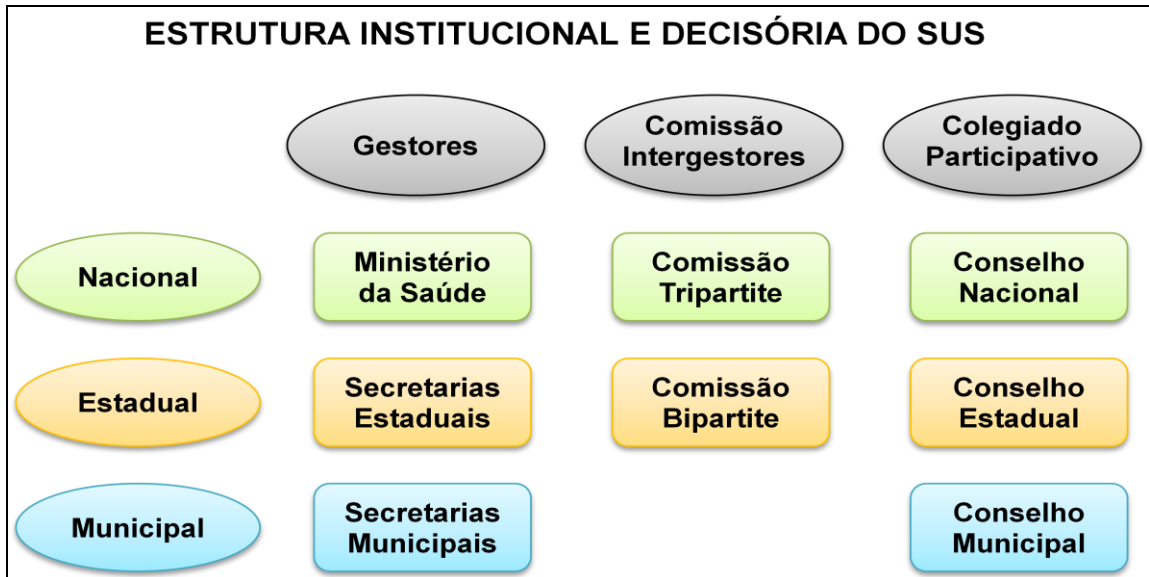 ESTRUTURA INSTITUCIONAL E DECISÓRIA DO SUS
Gestores
Comissão
Intergestores
Colegiado
Participativo
Nacional
Ministério
da Saúde
Comissão
Tripartite
Conselho
Nacional
Estadual
Secretarias
Estaduais
Comissão
Bipartite
Conselho
Estadual
Municipal
Secretarias
Municipais
Conselho
Municipal